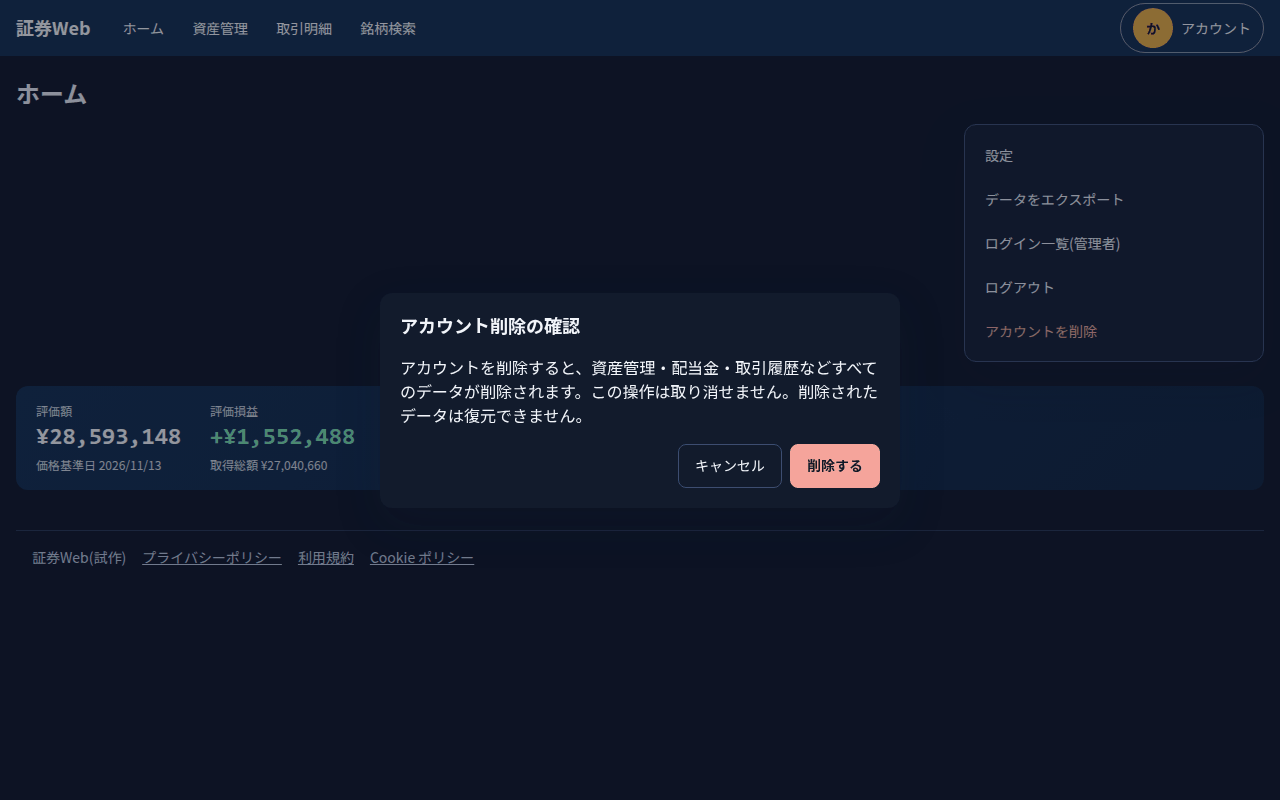 証券Web
ホーム
資産管理
取引明細
銘柄検索
か
アカウント
ホーム
設定
データをエクスポート
ログイン一覧(管理者)
ログアウト
アカウントを削除
アカウント削除の確認
アカウントを削除すると、資産管理・配当金・取引履歴などすべて
のデータが削除されます。この操作は取り消せません。削除された
データは復元できません。
キャンセル
削除する
評価額
¥28,593,148
価格基準日 2026/11/13
評価損益
+¥1,552,488
取得総額 ¥27,040,660
証券Web(試作)
プライバシーポリシー
利用規約
Cookie ポリシー